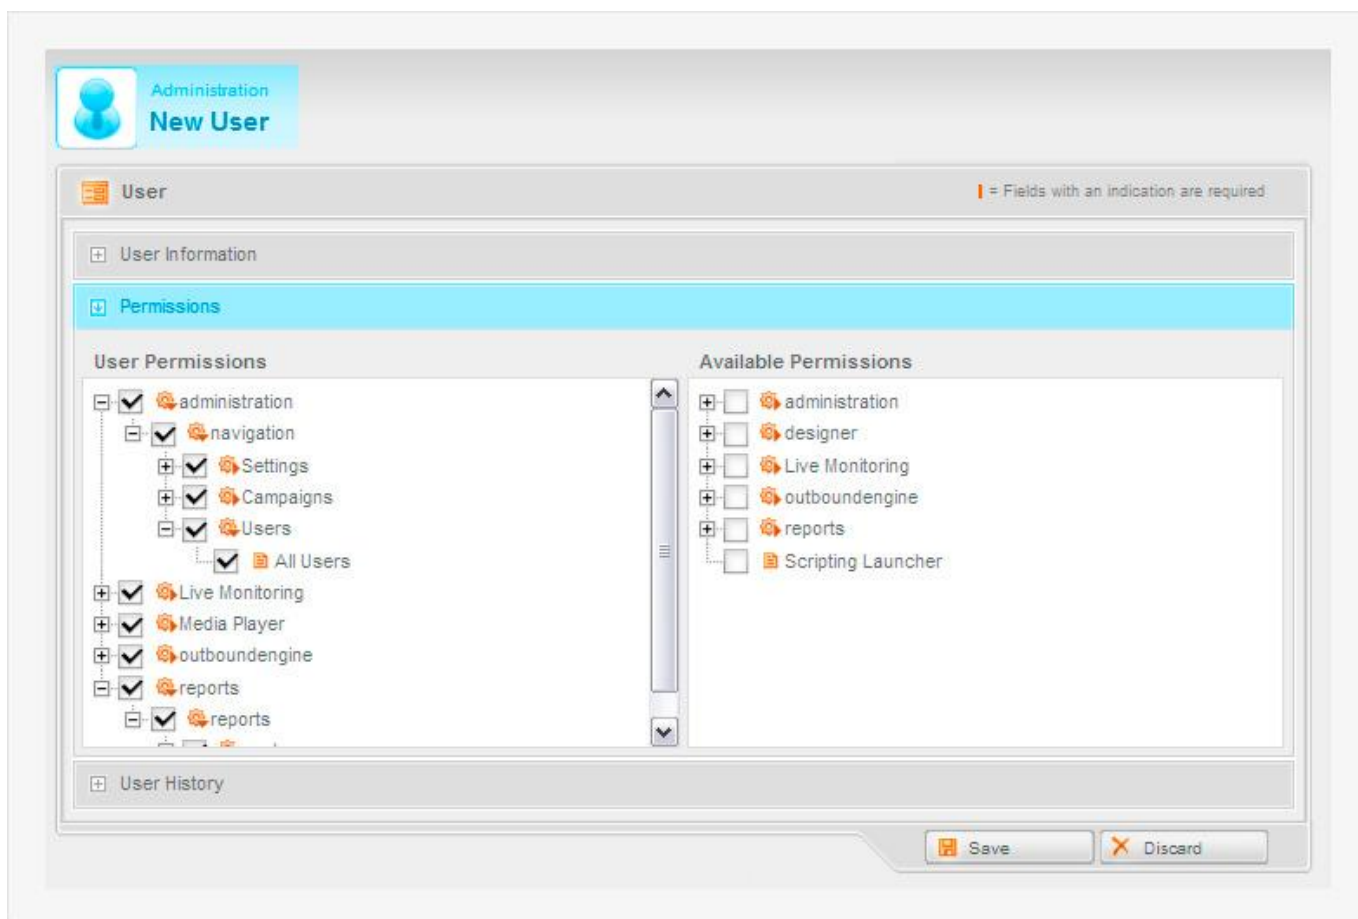 Administration
New User
User
= Fields with an indication are required
User Information
Permissions
User Permissions
Available Permissions
administration
navigation
Settings
Campaigns
Users
All Users
Live Monitoring
Media Player
outboundengine
reports
reports
administration
designer
Live Monitoring
outboundengine
reports
Scripting Launcher
User History
Save
Discard